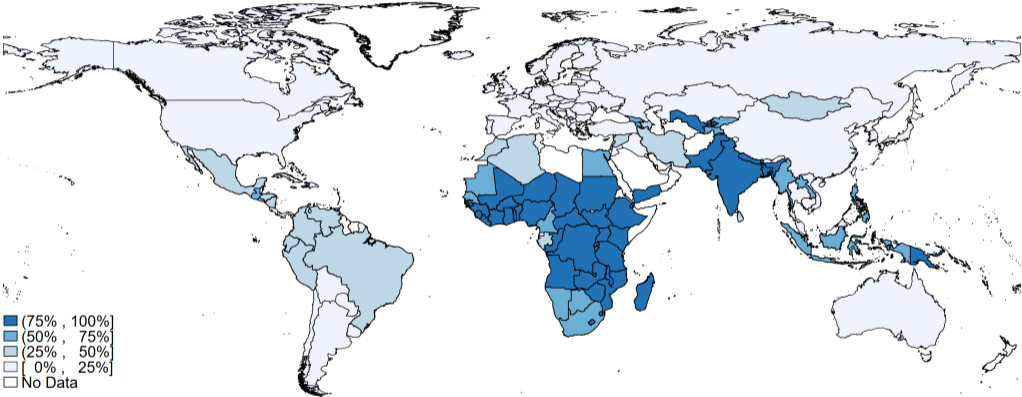 (75% , 100%]
(50% , 75%]
(25% , 50%]
[ 0% , 25%]
No Data